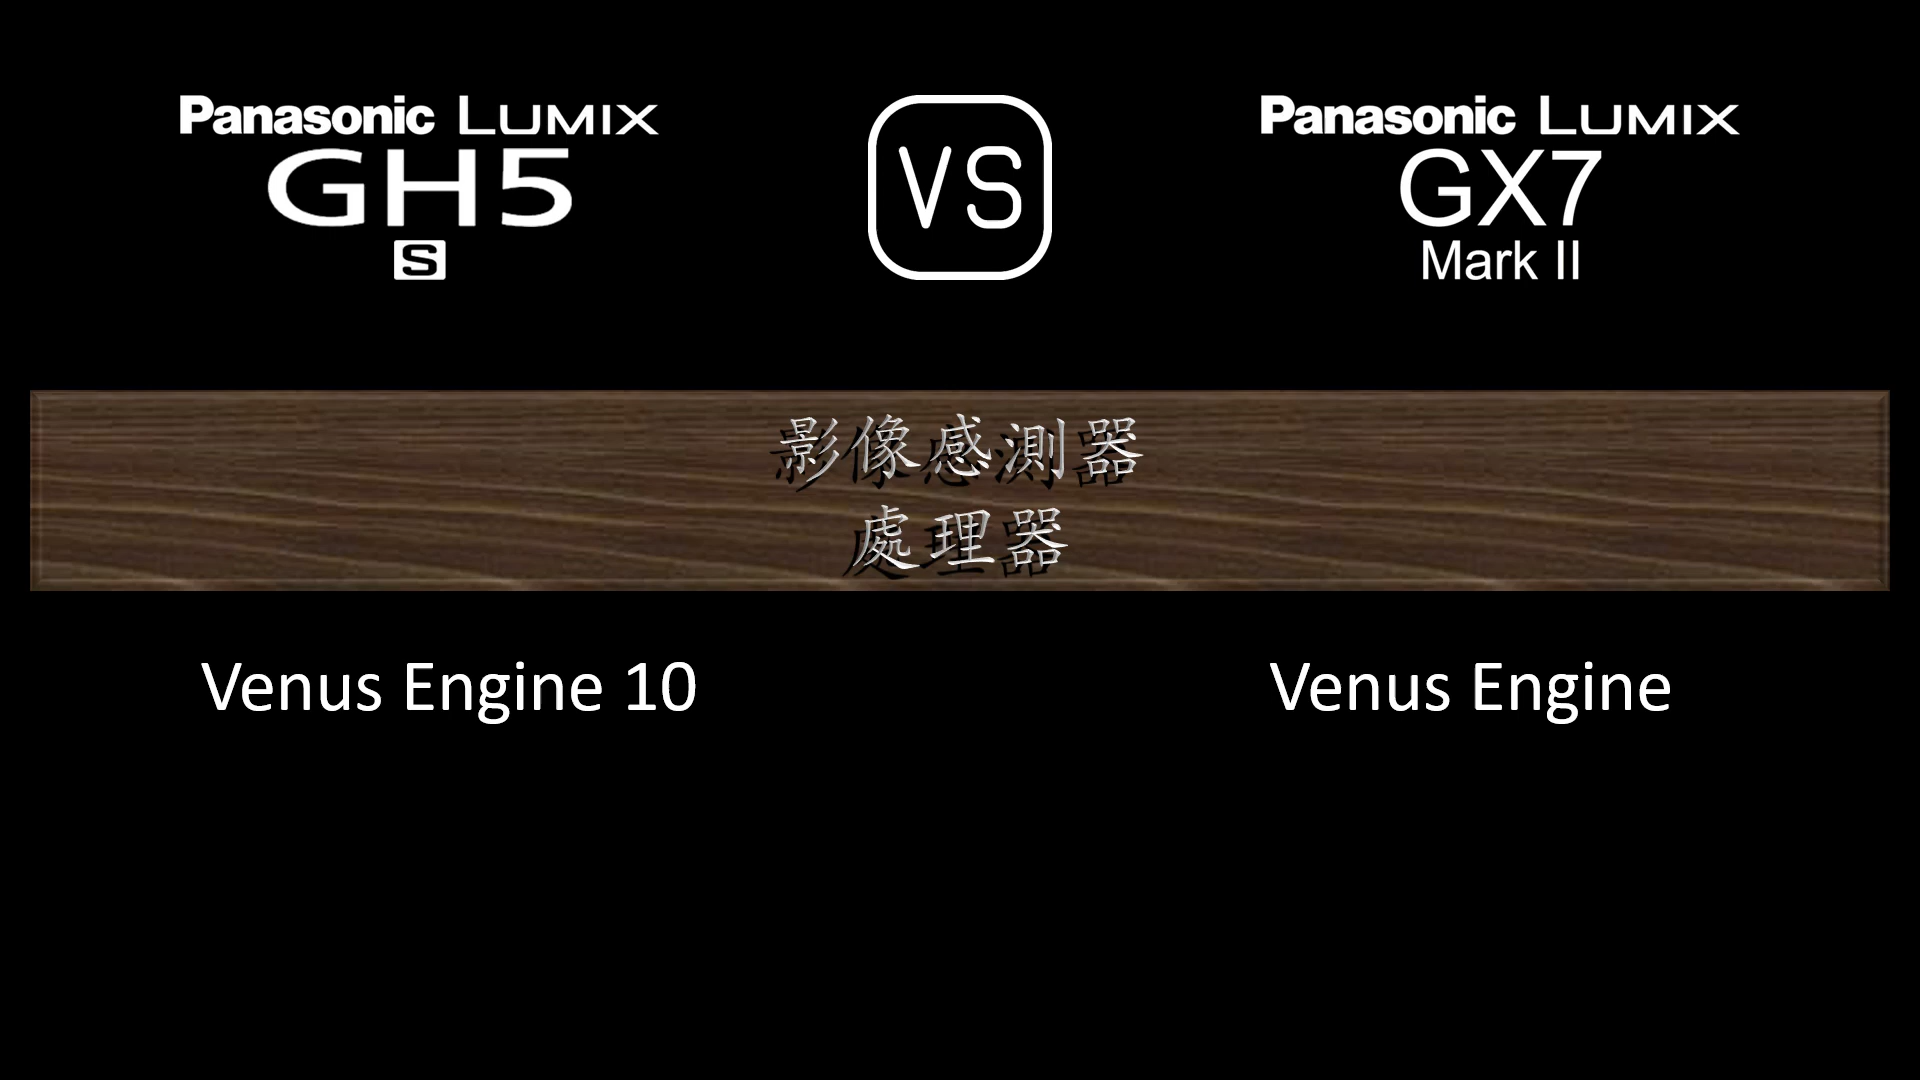 Panasonic LUMIX
GH5
S
VS
Panasonic LUMIX
GX7
Mark II
影像感測器
處理器
Venus Engine 10
Venus Engine